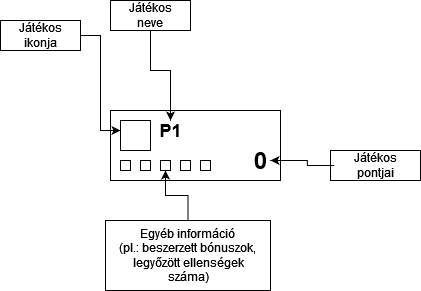 Játékos
neve
Játékos
ikonja
P1
0
Játékos
pontjai
Egyéb információ
(pl.: beszerzett bónuszok,
legyőzött ellenségek
száma)